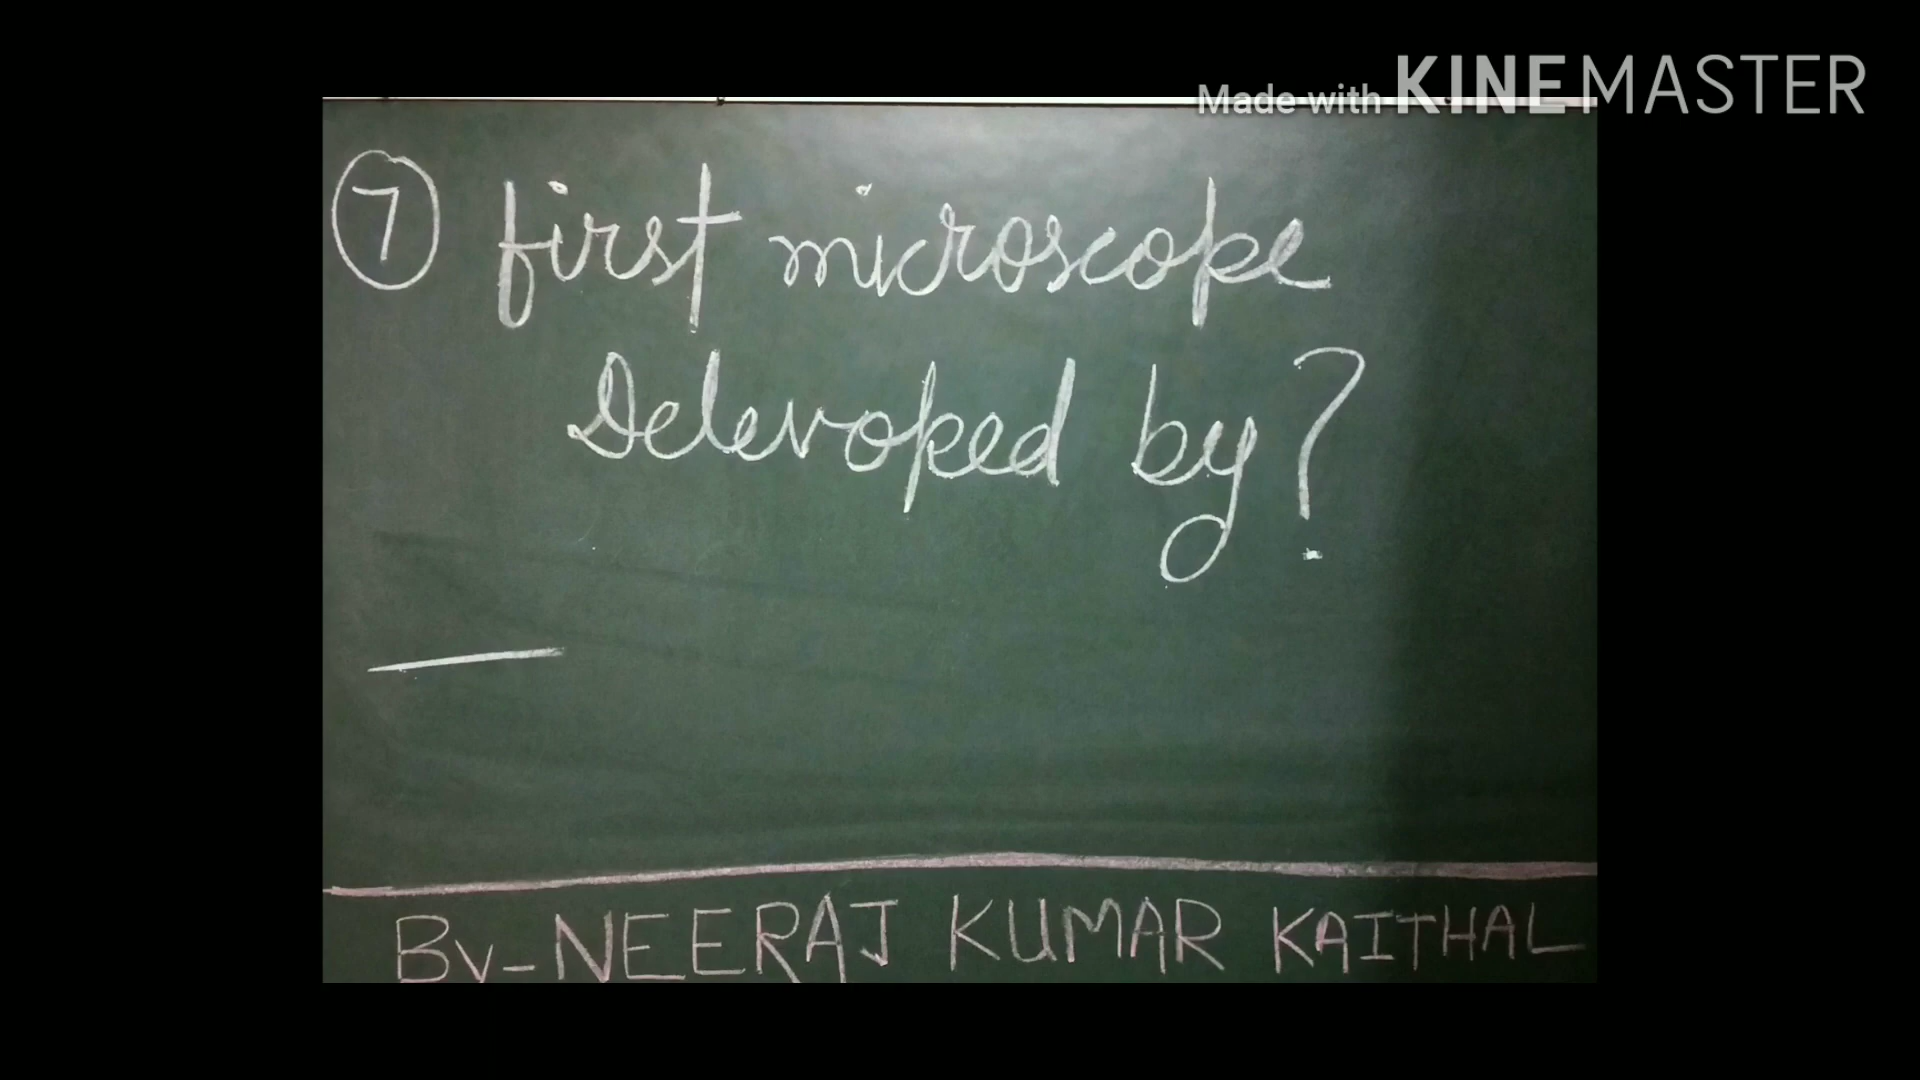 Made with KINEMASTER
7 first microscope
Delevoped by?
By-NEERAJ KUMAR KAITHAL